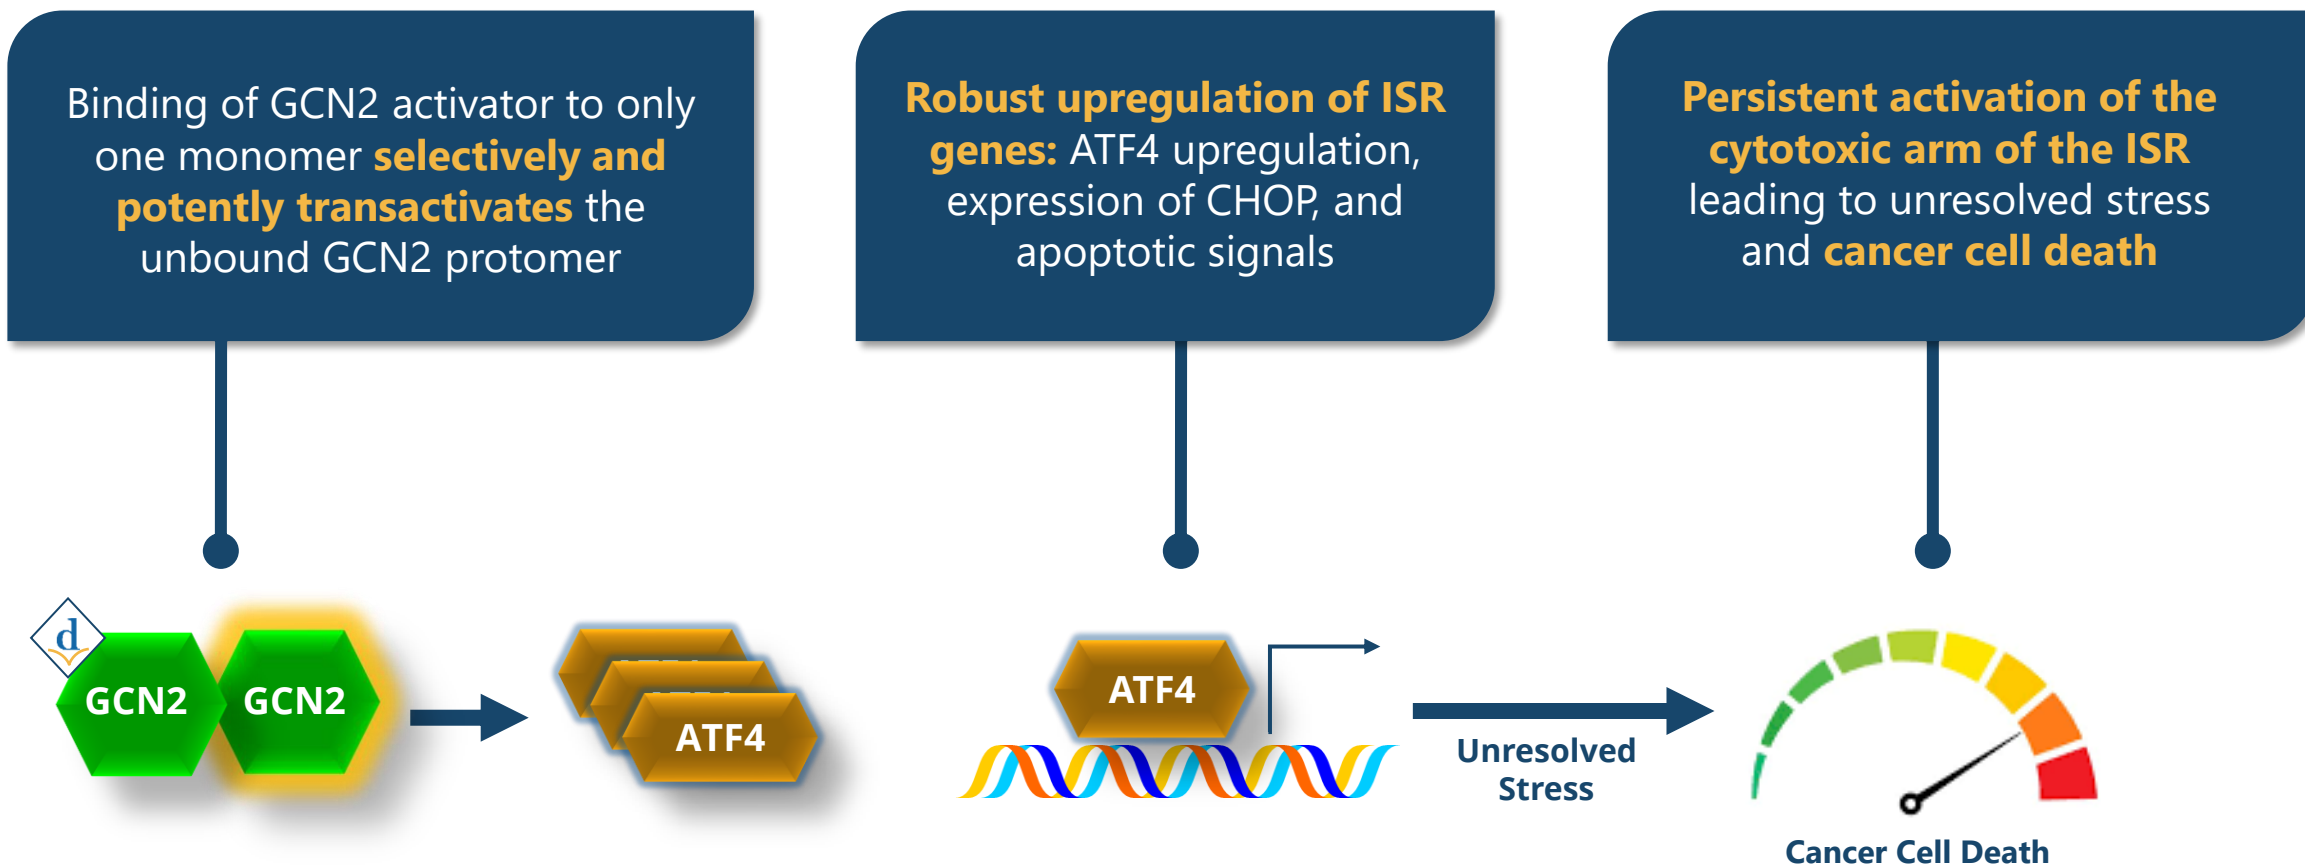 Binding of GCN2 activator to only
one monomer selectively and
potently transactivates the
unbound GCN2 protomer
Robust upregulation of ISR
genes: ATF4 upregulation,
expression of CHOP, and
apoptotic signals
Persistent activation of the
cytotoxic arm of the ISR
leading to unresolved stress
and cancer cell death
d
GCN2
GCN2
ATF4
ATF4
Unresolved
Stress
Cancer Cell Death